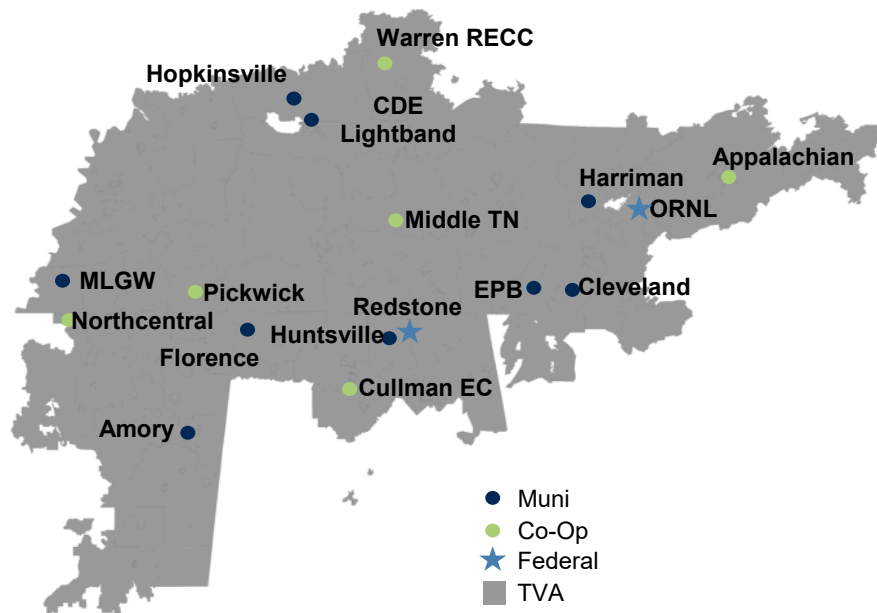 Warren RECC
Hopkinsville
CDE
Lightband
Appalachian
Harriman
ORNL
Middle TN
MLGW
Pickwick
EPB
Cleveland
Northcentral
Redstone
Huntsville
Florence
Cullman EC
Amory
Muni
Co-Op
Federal
TVA